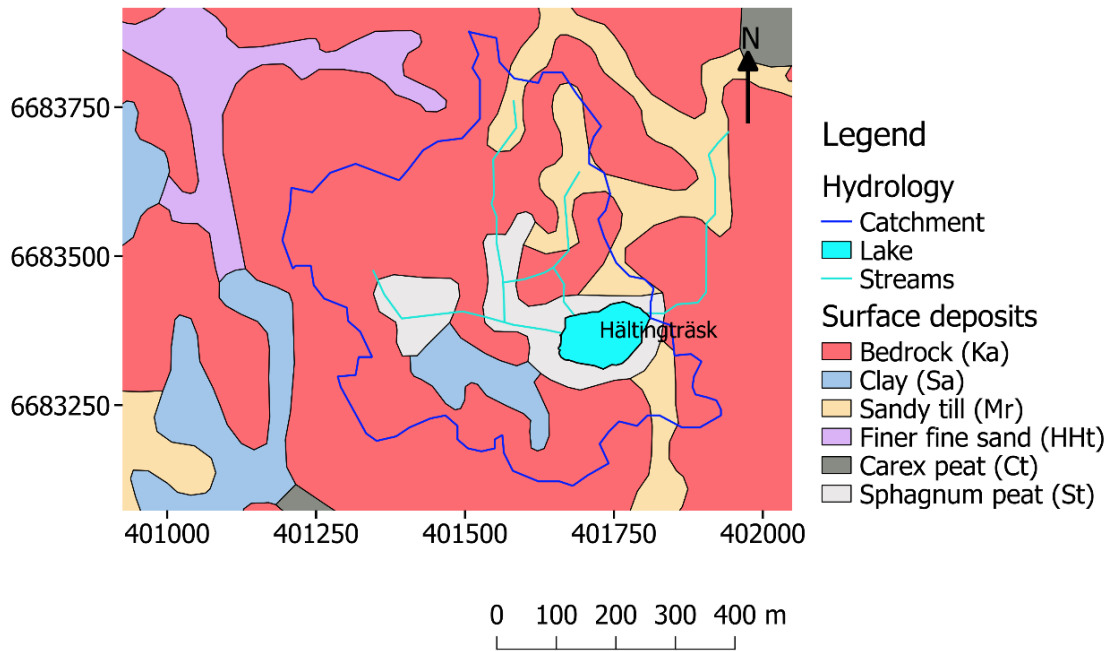 N
6683750
6683500
6683250
Hältingträsk
401000 401250 401500 401750 402000
0 100 200 300 400 m
Legend
Hydrology
Catchment
Lake
Streams
Surface deposits
Bedrock (Ka)
Clay (Sa)
Sandy till (Mr)
Finer fine sand (HHt)
Carex peat (Ct)
Sphagnum peat (St)